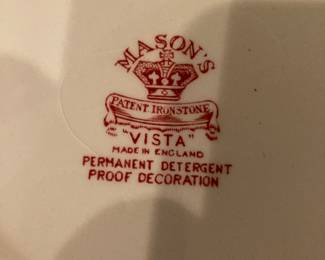 MASON'S
PATENT IRONSTONE
"VISTA"
MADE IN ENGLAND
PERMANENT DETERGENT
PROOF DECORATION